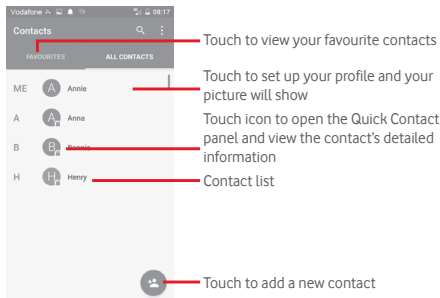 Vodafone 08:17
Contacts
FAVOURITES ALL CONTACTS
ME A Annie
A A Anna
B B
H H Henry
Touch to view your favourite contacts
Touch to set up your profile and your
picture will show
Touch icon to open the Quick Contact
panel and view the contact's detailed
information
Contact list
Touch to add a new contact